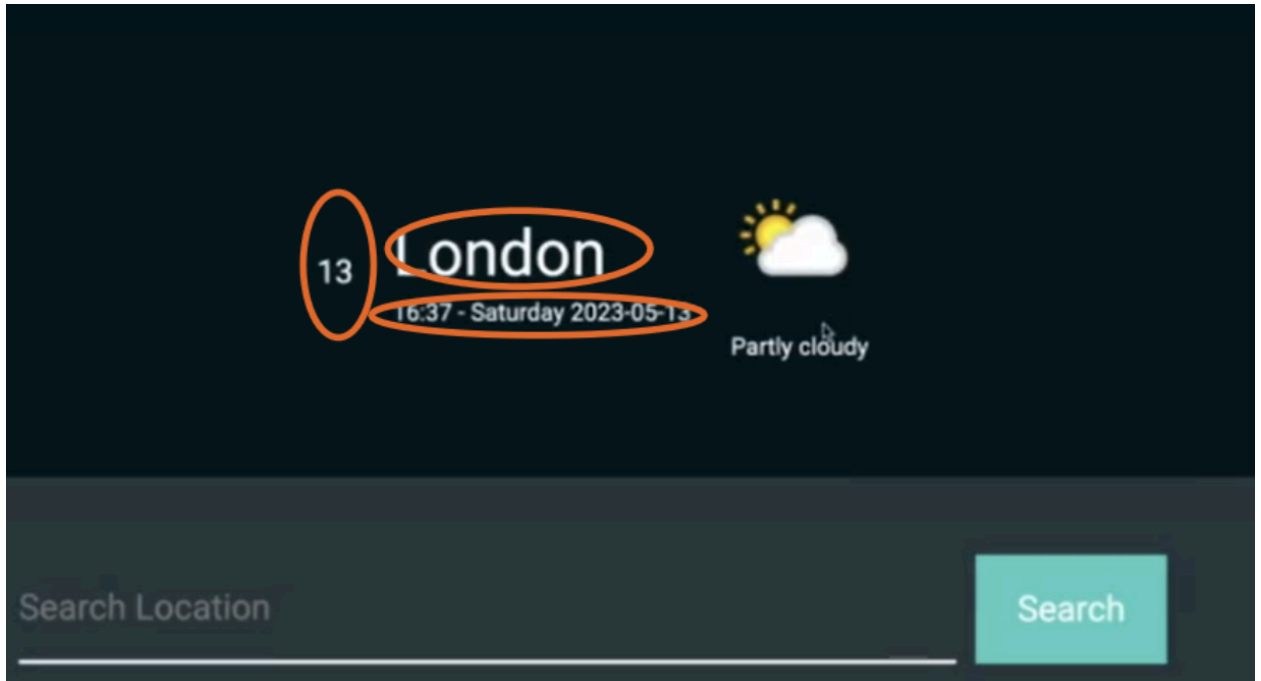 13
London
16:37 - Saturday 2023-05-13
Partly cloudy
Search Location
Search